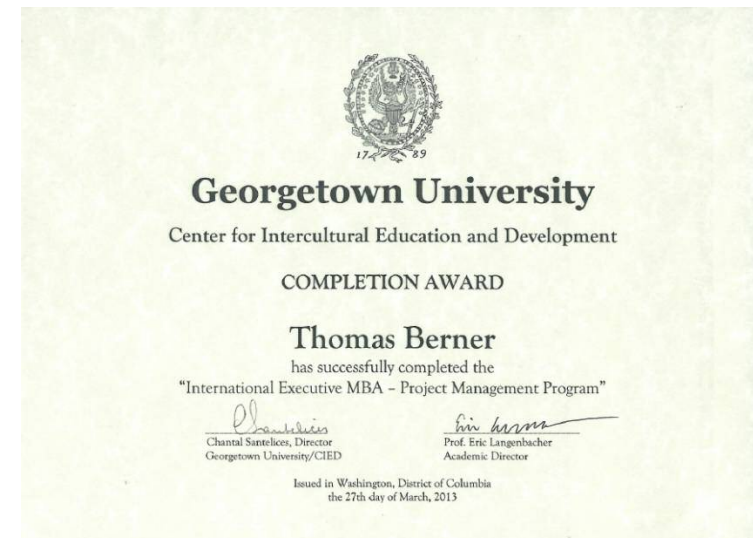 17 89
Georgetown University
Center for Intercultural Education and Development
COMPLETION AWARD
Thomas Berner
has successfully completed the
"International Executive MBA – Project Management Program"
Chantal Santelices, Director
Georgetown University/CIED
Prof. Eric Langenbacher
Academic Director
Issued in Washington, District of Columbia
the 27th day of March, 2013